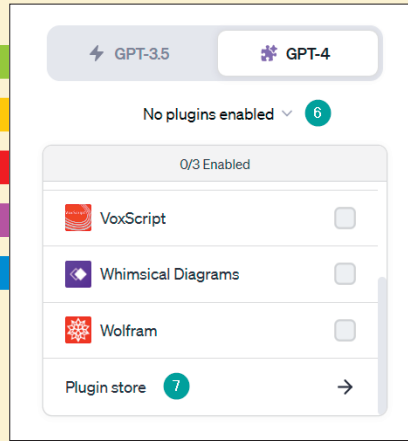 GPT-3.5 GPT-4
No plugins enabled 6
0/3 Enabled
VoxScript
Whimsical Diagrams
Wolfram
Plugin store 7